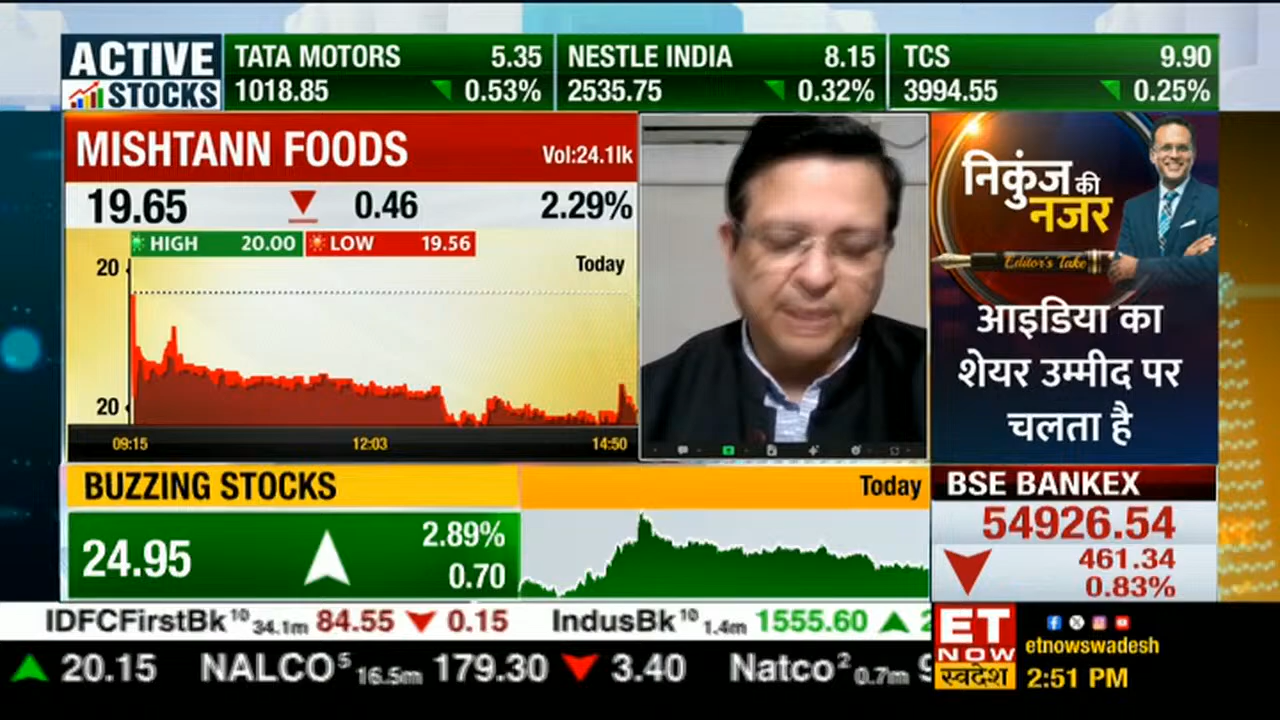 ACTIVE
STOCKS
TATA MOTORS 5.35
1018.85 0.53%
NESTLE INDIA 8.15
2535.75 0.32%
TCS 9.90
3994.55 0.25%
MISHTANN FOODS Vol:24.1lk
19.65 0.46 2.29%
HIGH 20.00 LOW 19.56
Today
20
20
09:15 12:03 14:50
निकुंज की
नजर
Editor's Take
आइडिया का
शेयर उम्मीद पर
चलता है
BUZZING STOCKS Today
24.95
2.89%
0.70
BSE BANKEX
54926.54
461.34
0.83%
IDFCFirstBk 10 34.1m 84.55 0.15 IndusBk 10 1.4m 1555.60
20.15 NALCO 5 16.5m 179.30 3.40 Natco 2 0.7m
ET
NOW
स्वदेश
etnowswadesh
2:51 PM